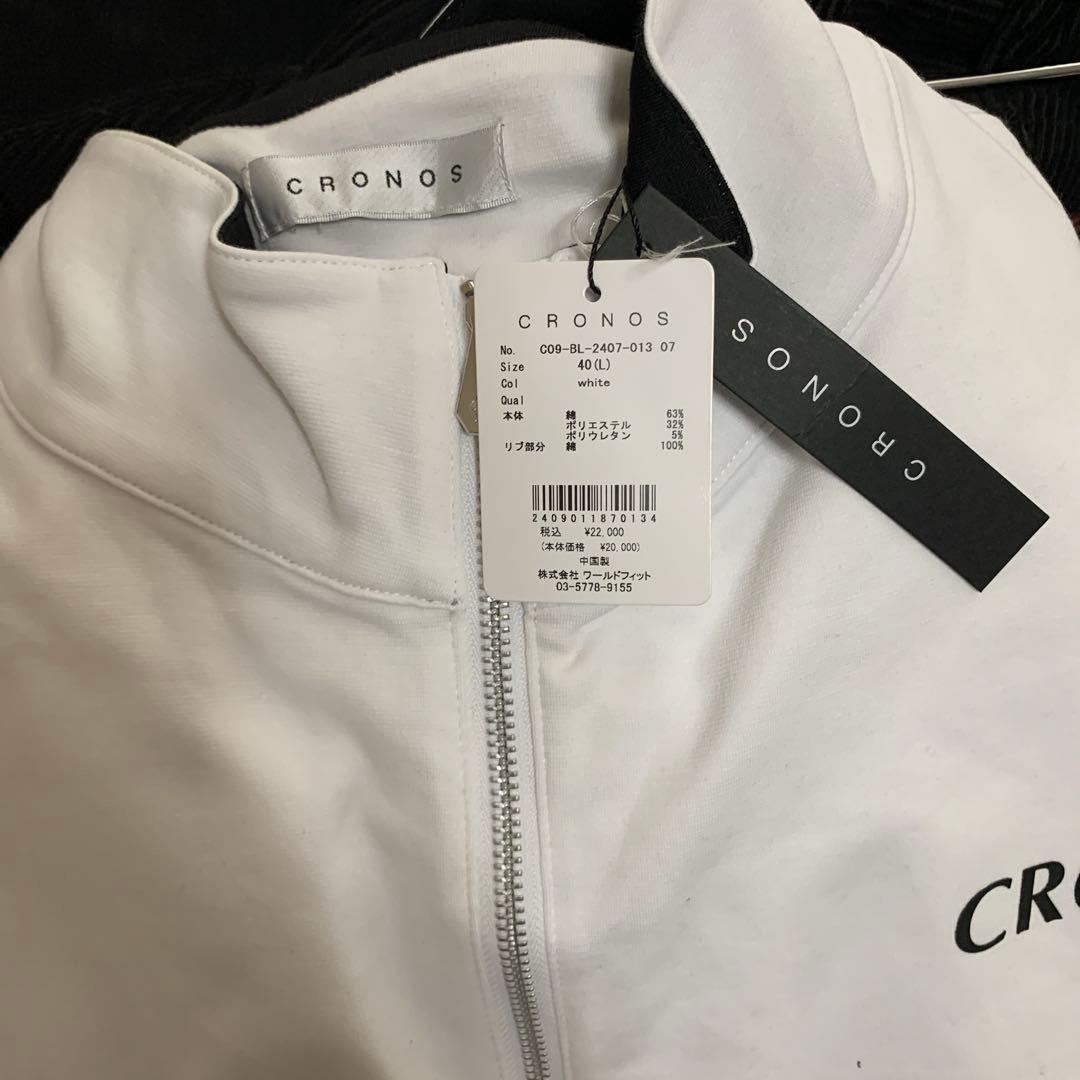 CRONOS
CRONOS
No. C09-BL-2407-013 07
Size 40(L)
Col white
Qual
本体 綿 63%
ポリエステル 32%
ポリウレタン 5%
リブ部分 綿 100%
2409011870134
税込 ¥22,000
(本体価格 ¥20,000)
中国製
株式会社 ワールドフィット
03-5778-9155
CRONOS
CRO